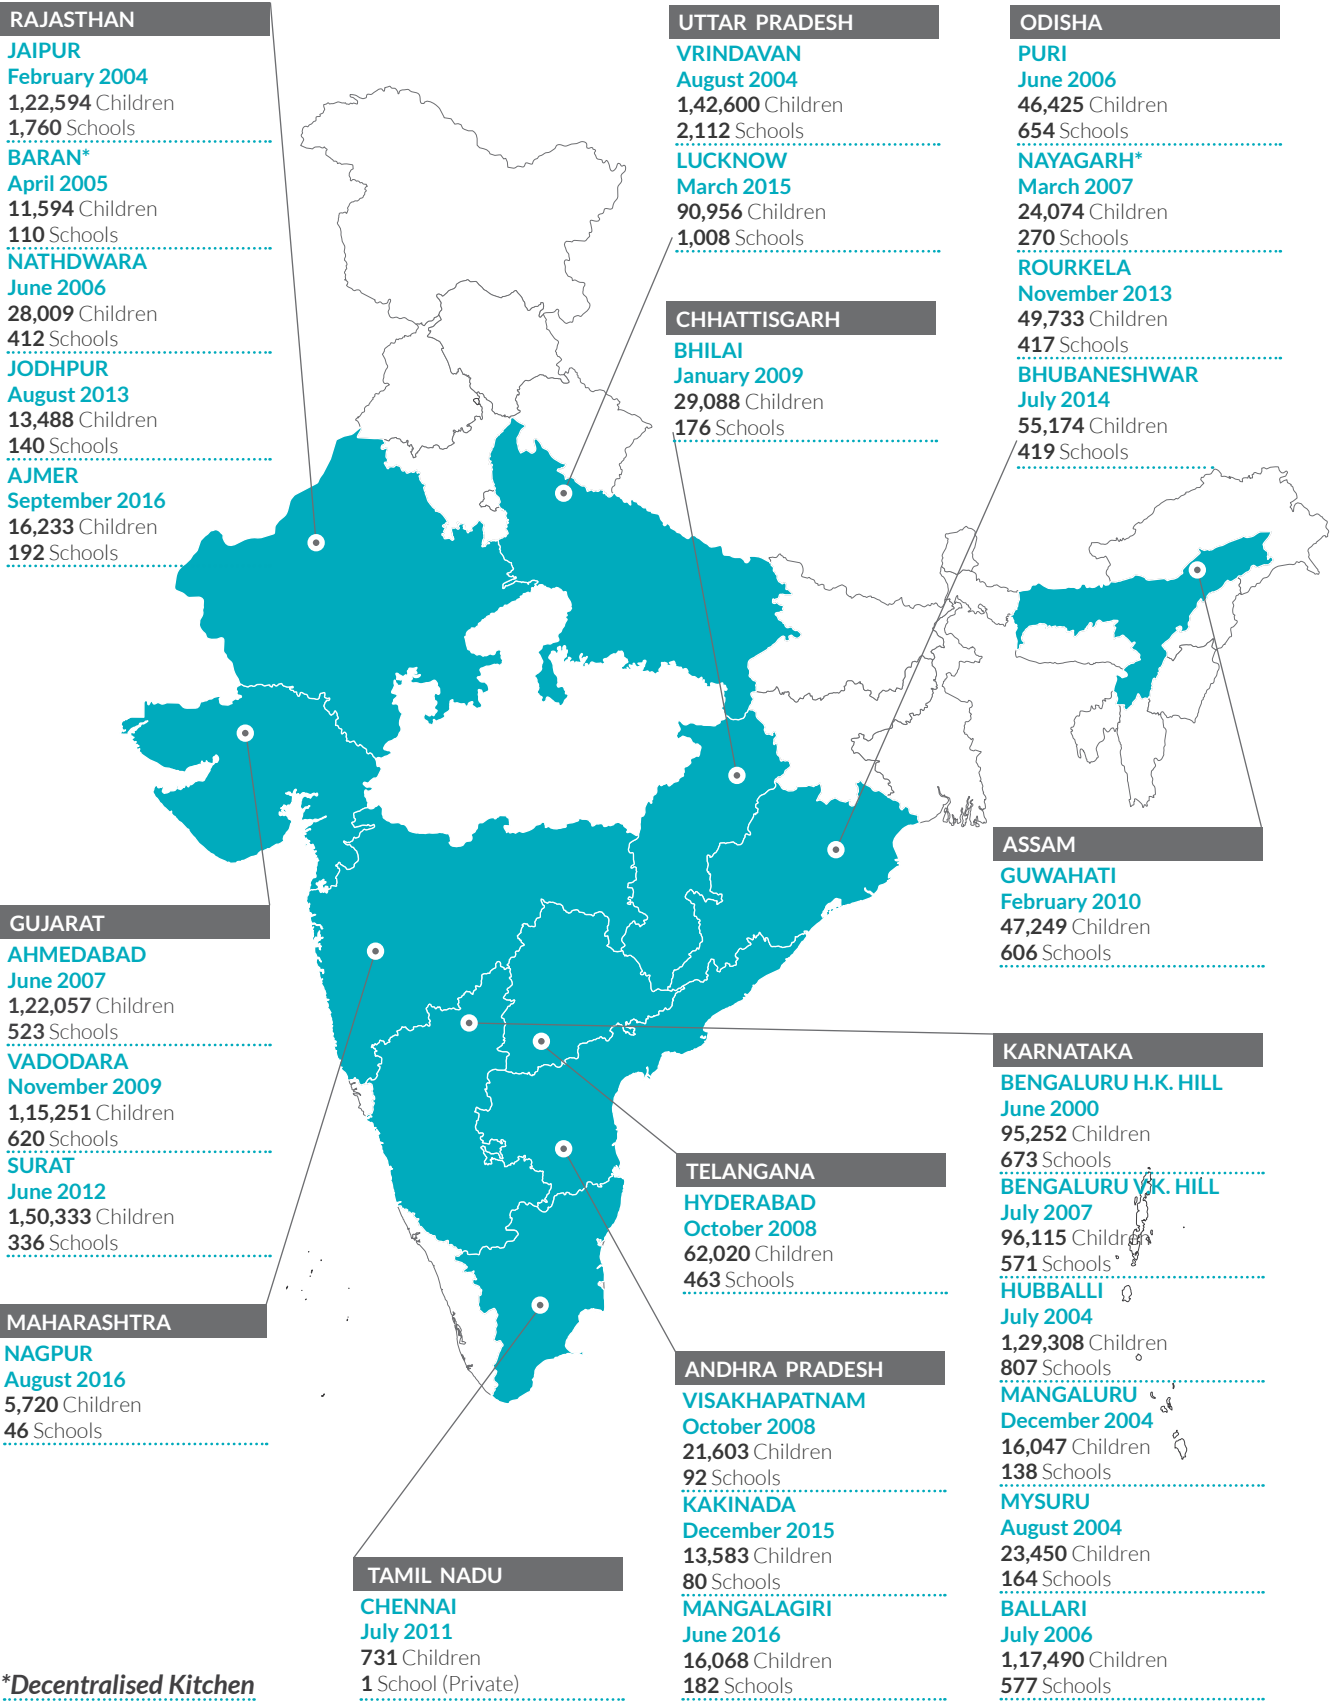 RAJASTHAN
JAIPUR
February 2004
1,22,594 Children
1,760 Schools
BARAN*
April 2005
11,594 Children
110 Schools
NATHDWARA
June 2006
28,009 Children
412 Schools
JODHPUR
August 2013
13,488 Children
140 Schools
AJMER
September 2016
16,233 Children
192 Schools
UTTAR PRADESH
VRINDAVAN
August 2004
1,42,600 Children
2,112 Schools
LUCKNOW
March 2015
90,956 Children
1,008 Schools
CHHATTISGARH
BHILAI
January 2009
29,088 Children
176 Schools
ODISHA
PURI
June 2006
46,425 Children
654 Schools
NAYAGARH*
March 2007
24,074 Children
270 Schools
ROURKELA
November 2013
49,733 Children
417 Schools
BHUBANESHWAR
July 2014
55,174 Children
419 Schools
ASSAM
GUWAHATI
February 2010
47,249 Children
606 Schools
GUJARAT
AHMEDABAD
June 2007
1,22,057 Children
523 Schools
VADODARA
November 2009
1,15,251 Children
620 Schools
SURAT
June 2012
1,50,333 Children
336 Schools
MAHARASHTRA
NAGPUR
August 2016
5,720 Children
46 Schools
KARNATAKA
BENGALURU H.K. HILL
June 2000
95,252 Children
673 Schools
BENGALURU V.K. HILL
July 2007
96,115 Children
571 Schools
HUBBALLI
July 2004
1,29,308 Children
807 Schools
MANGALURU
December 2004
16,047 Children
138 Schools
MYSURU
August 2004
23,450 Children
164 Schools
BALLARI
July 2006
1,17,490 Children
577 Schools
TELANGANA
HYDERABAD
October 2008
62,020 Children
463 Schools
ANDHRA PRADESH
VISAKHAPATNAM
October 2008
21,603 Children
92 Schools
KAKINADA
December 2015
13,583 Children
80 Schools
MANGALAGIRI
June 2016
16,068 Children
182 Schools
TAMIL NADU
CHENNAI
July 2011
731 Children
1 School (Private)
*Decentralised Kitchen